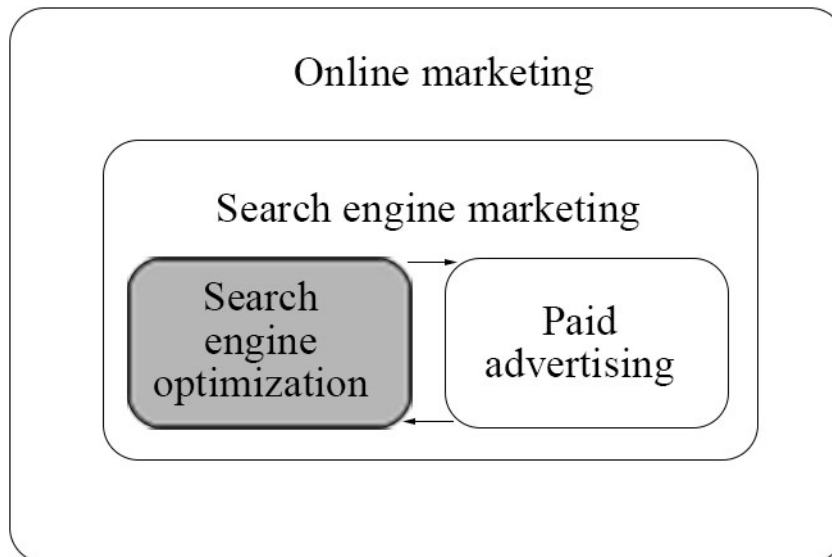 Online marketing
Search engine marketing
Search
engine
optimization
Paid
advertising